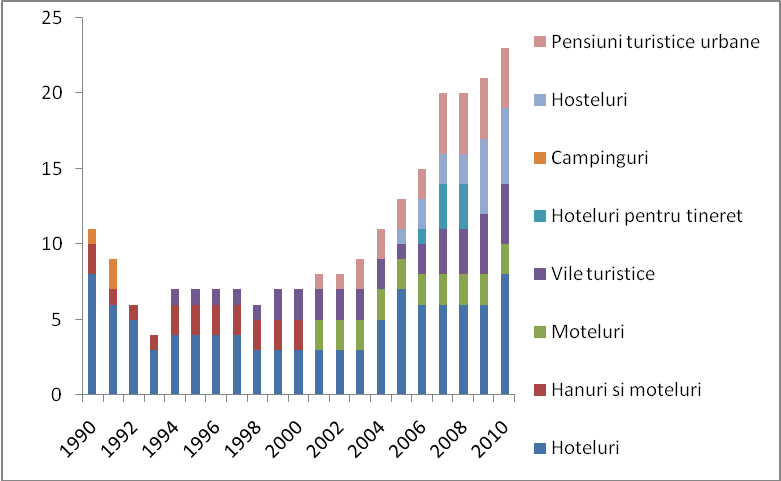 25
20
15
10
5
0
1990
1992
1994
1996
1998
2000
2002
2004
2006
2008
2010
Pensiuni turistice urbane
Hosteluri
Campinguri
Hoteluri pentru tineret
Vile turistice
Moteluri
Hanuri si moteluri
Hoteluri